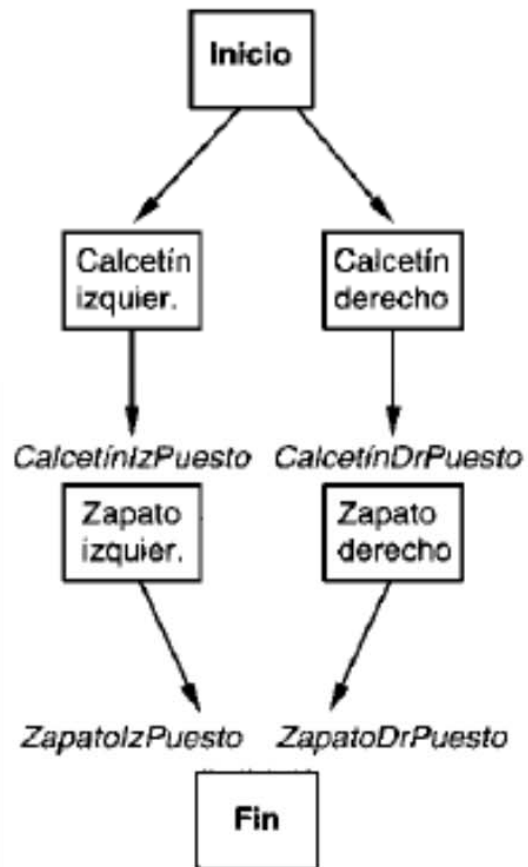 Inicio
Calcetín
izquier.
Calcetín
derecho
CalcetínIzPuesto
CalcetínDrPuesto
Zapato
izquier.
Zapato
derecho
ZapatoIzPuesto
ZapatoDrPuesto
Fin